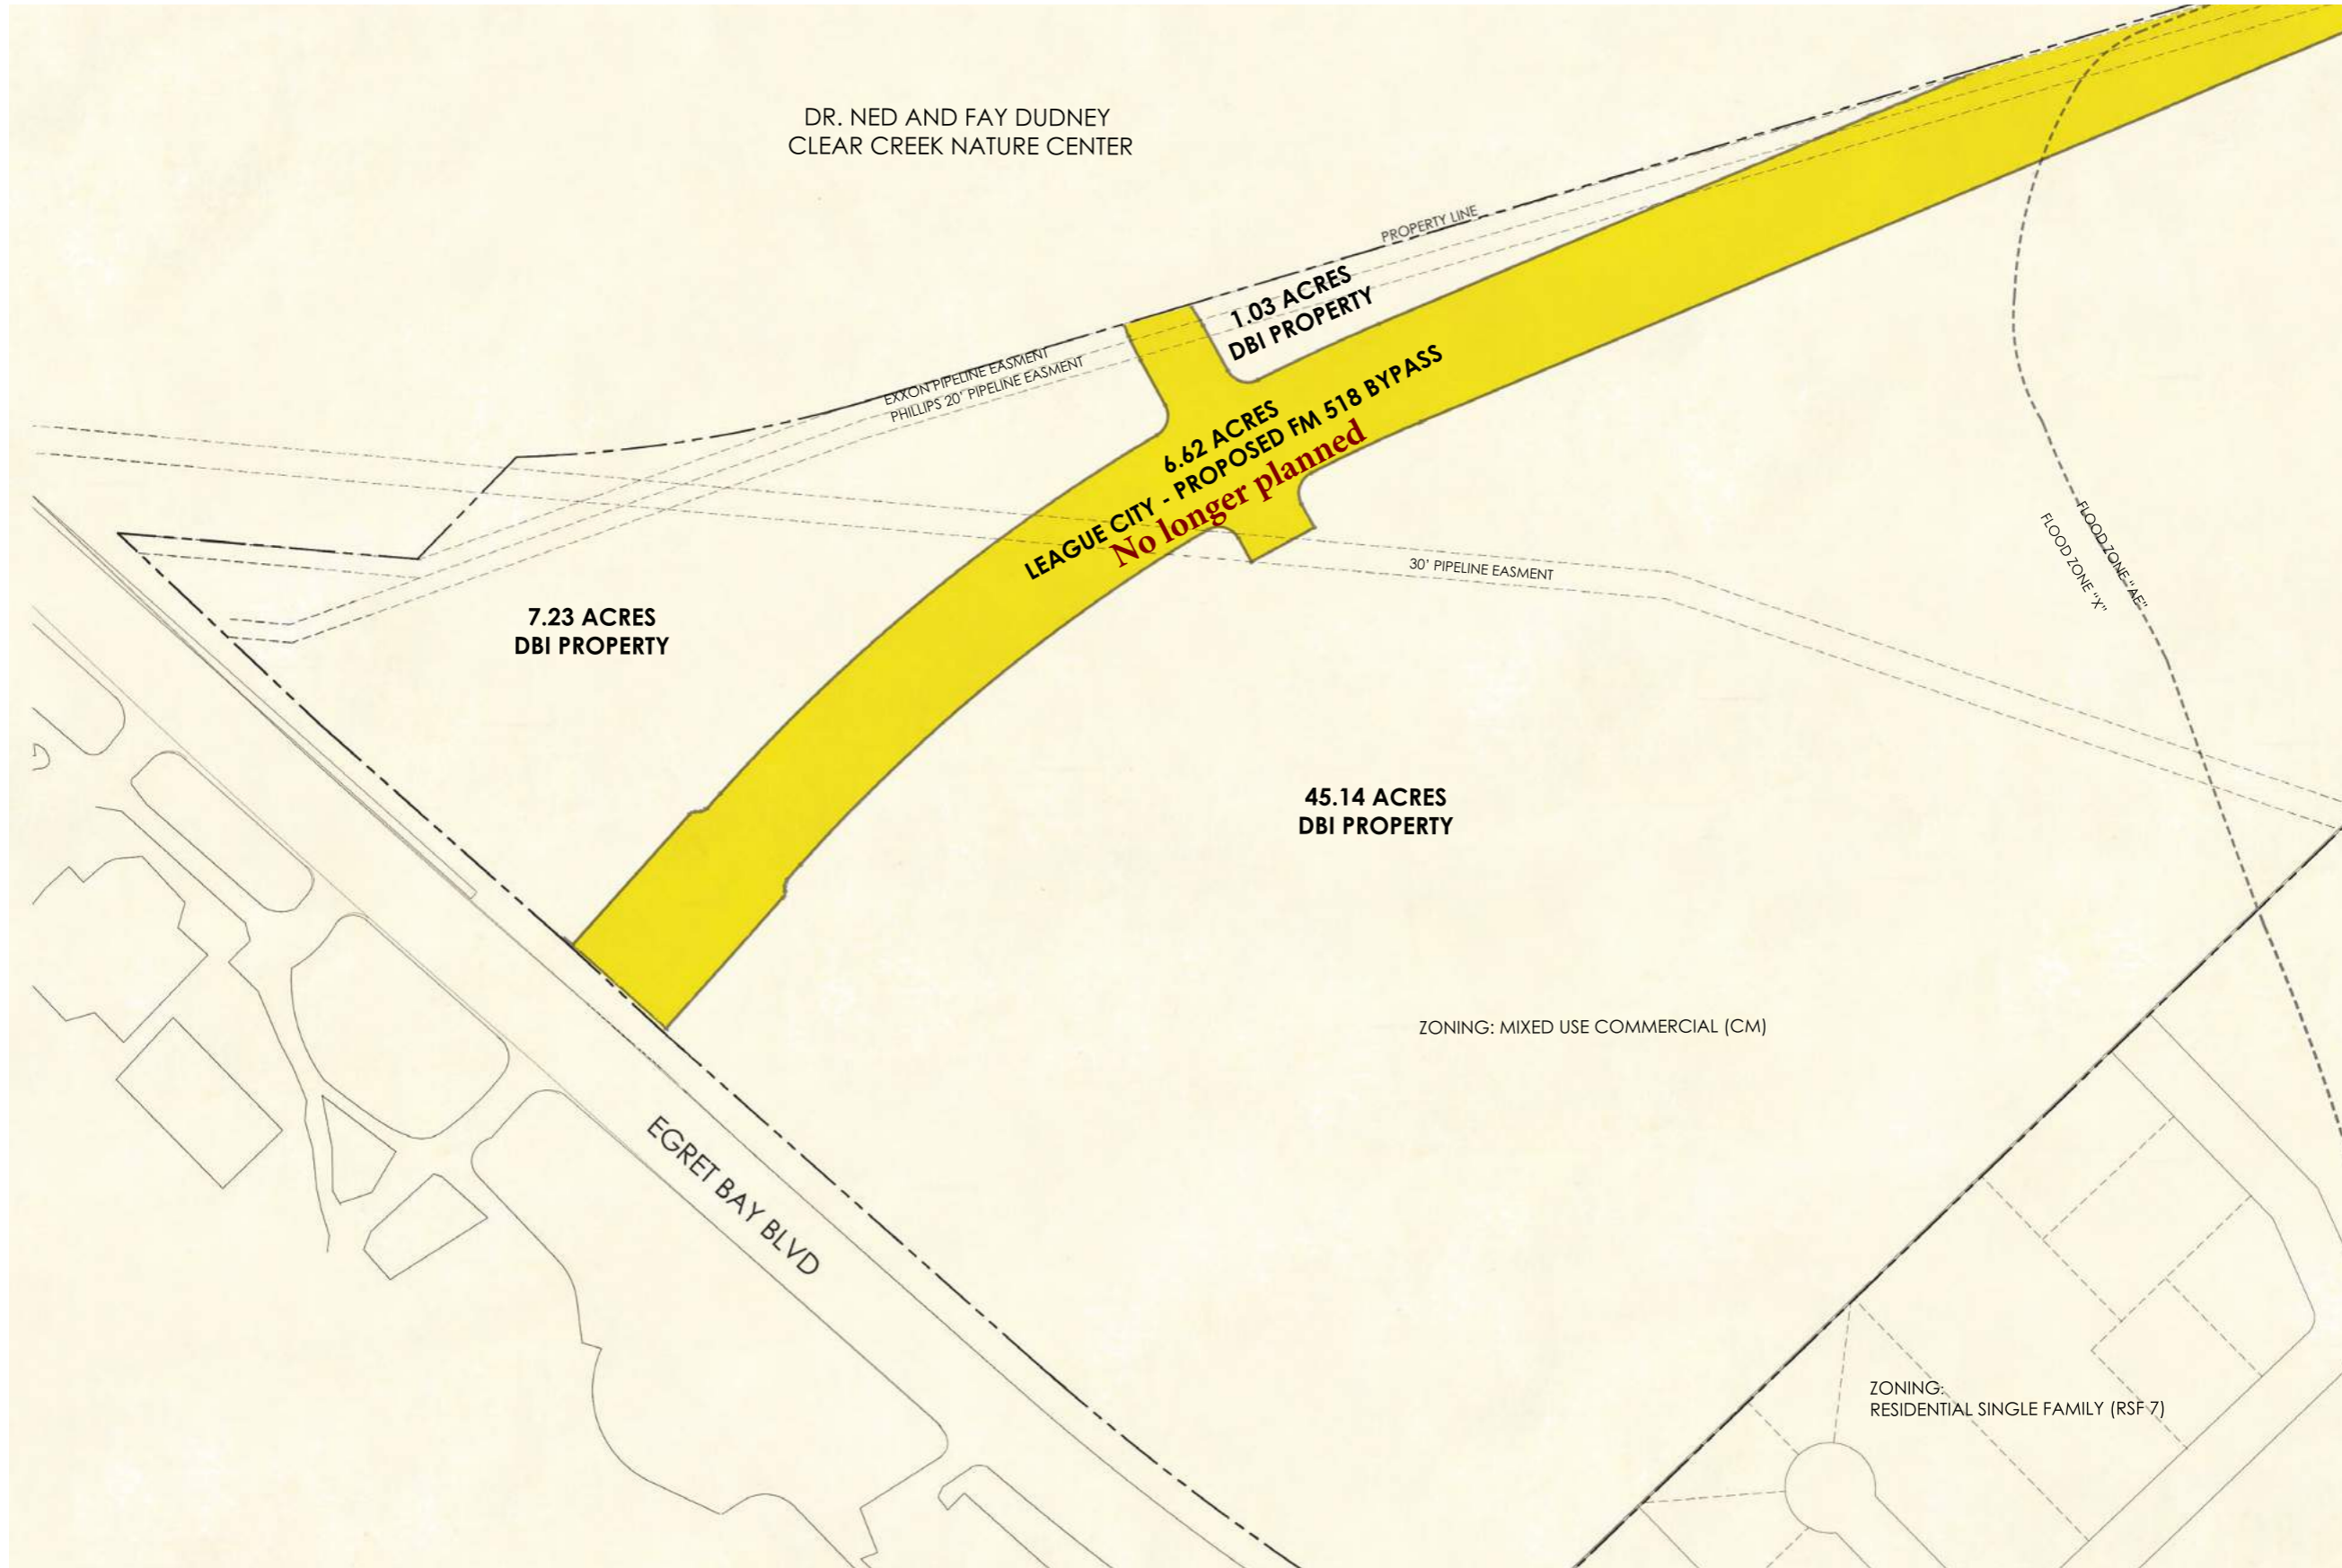 DR. NED AND FAY DUDNEY
CLEAR CREEK NATURE CENTER
PROPERTY LINE
1.03 ACRES
DBI PROPERTY
EXXON PIPELINE EASMENT
PHILLIPS 20' PIPELINE EASMENT
6.62 ACRES
LEAGUE CITY - PROPOSED FM 518 BYPASS
No longer planned
30' PIPELINE EASMENT
FLOOD ZONE "AE"
FLOOD ZONE "X"
7.23 ACRES
DBI PROPERTY
45.14 ACRES
DBI PROPERTY
ZONING: MIXED USE COMMERCIAL (CM)
EGRET BAY BLVD
ZONING:
RESIDENTIAL SINGLE FAMILY (RSF 7)